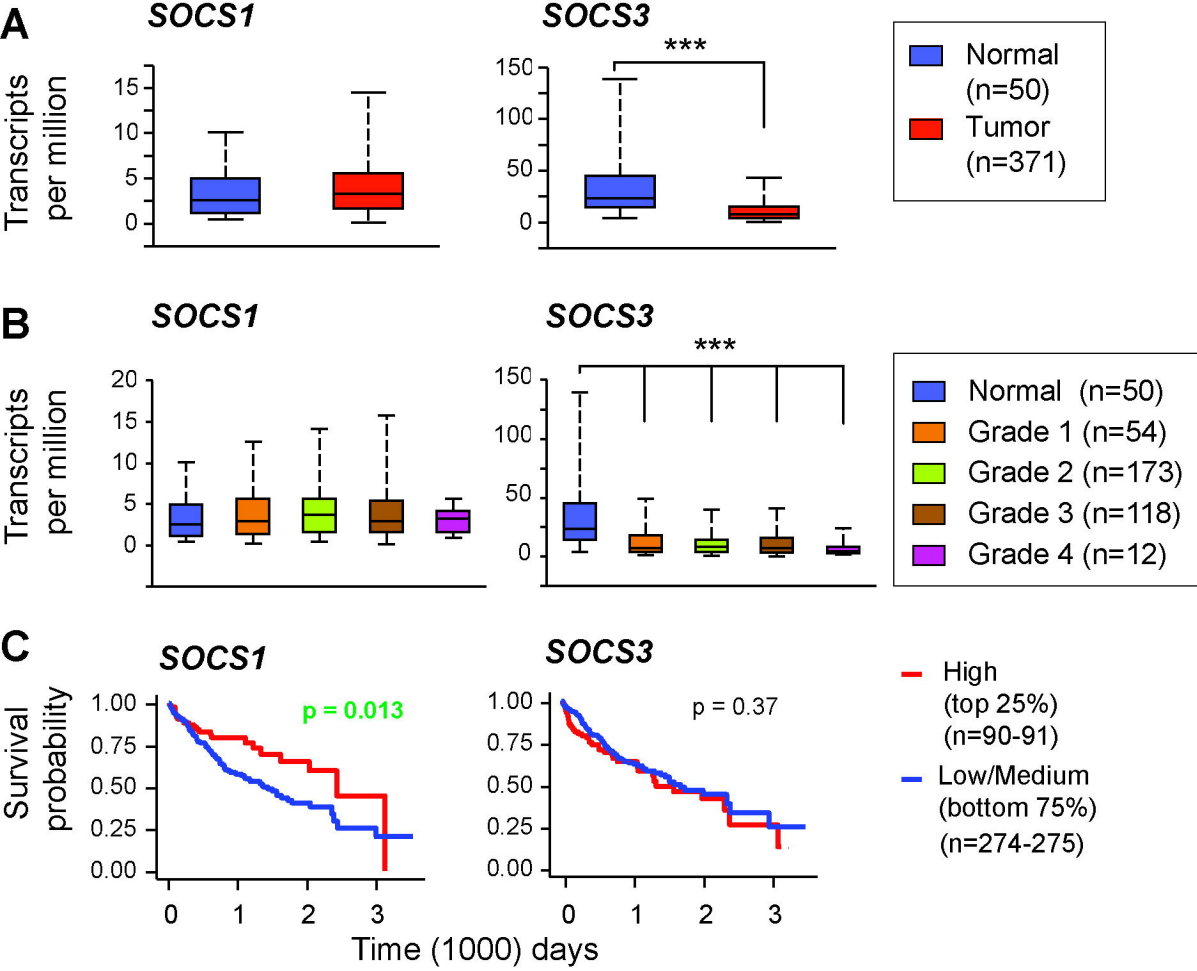 A
SOCS1
SOCS3
Transcripts
per million
15
10
5
0
***
150
100
50
0
Normal
(n=50)
Tumor
(n=371)
B
SOCS1
SOCS3
Transcripts
per million
20
15
10
5
0
***
150
100
50
0
Normal (n=50)
Grade 1 (n=54)
Grade 2 (n=173)
Grade 3 (n=118)
Grade 4 (n=12)
C
SOCS1
SOCS3
Survival
probability
1.00
0.75
0.50
0.25
0.00
p = 0.013
0 1 2 3
1.00
0.75
0.50
0.25
0.00
p = 0.37
0 1 2 3
Time (1000) days
High
(top 25%)
(n=90-91)
Low/Medium
(bottom 75%)
(n=274-275)